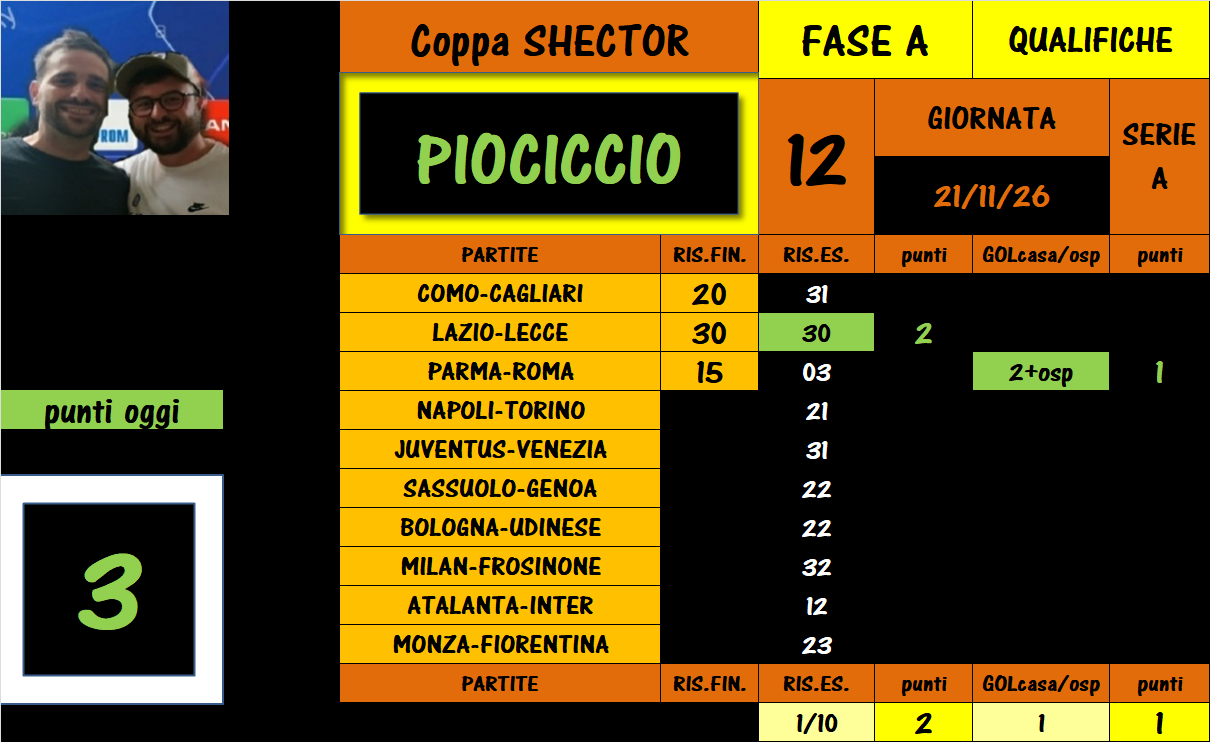 Coppa SHECTOR FASE A QUALIFICHE
PIOCICCIO 12 GIORNATA SERIE A
21/11/26
ROM
AN
PARTITE RIS.FIN. RIS.ES. punti GOLcasa/osp punti
COMO-CAGLIARI 20 31
LAZIO-LECCE 30 30 2
PARMA-ROMA 15 03 2+osp 1
NAPOLI-TORINO 21
punti oggi
JUVENTUS-VENEZIA 31
SASSUOLO-GENOA 22
BOLOGNA-UDINESE 22
MILAN-FROSINONE 32
3
ATALANTA-INTER 12
MONZA-FIORENTINA 23
PARTITE RIS.FIN. RIS.ES. punti GOLcasa/osp punti
1/10 2 1 1